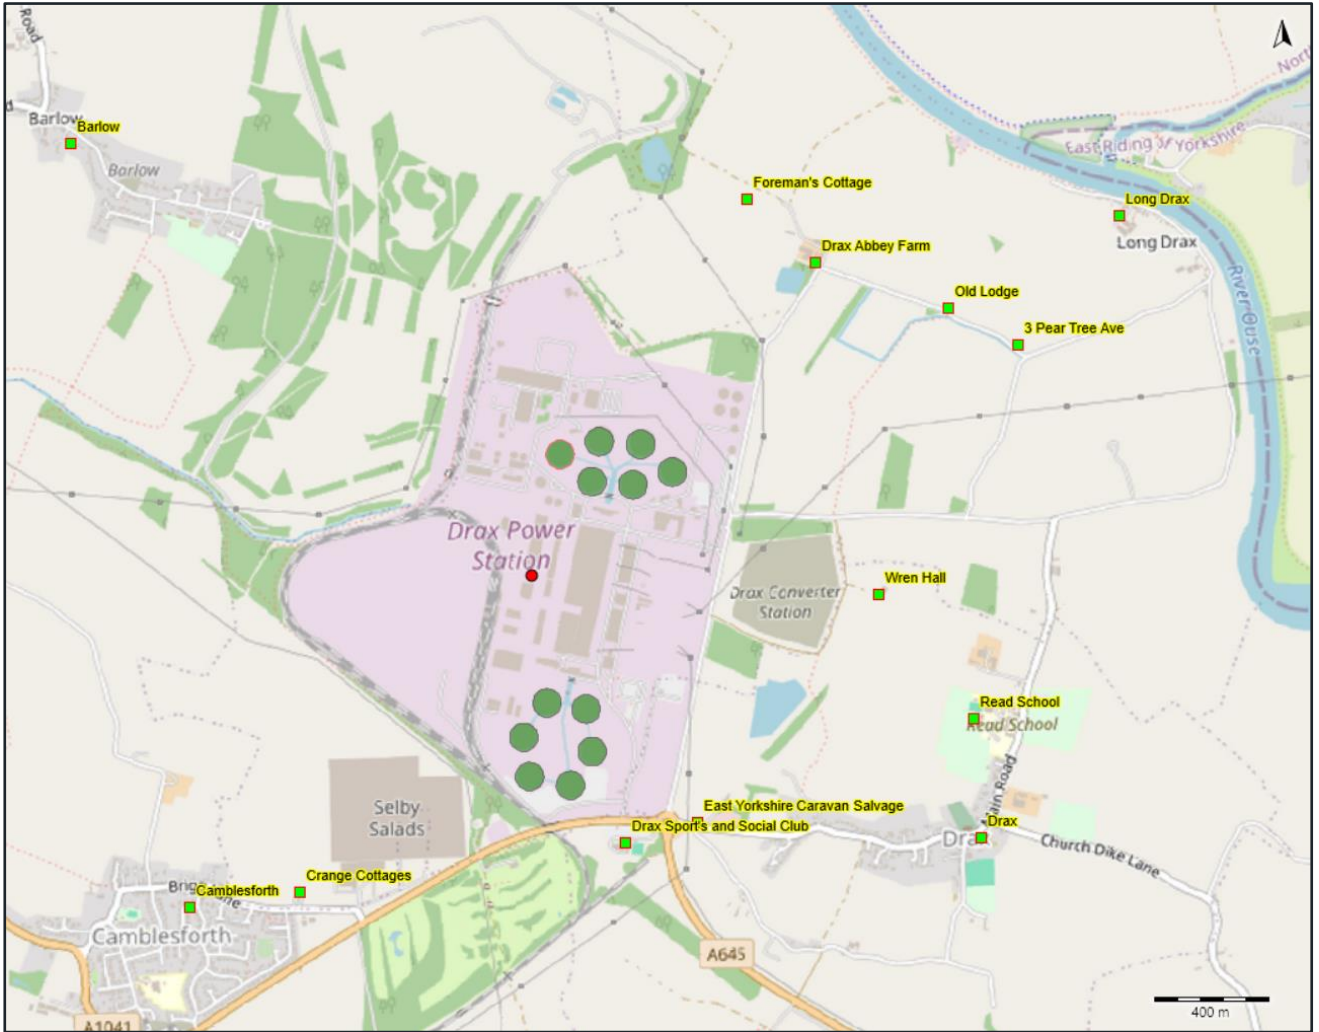 Road
Barlow
Barlow
Barlow
Foreman's Cottage
East Riding of Yorkshire
Long Drax
Long Drax
Drax Abbey Farm
River Ouse
Old Lodge
3 Pear Tree Ave
Drax Power
Station
Drax Converter
Station
Wren Hall
Read School
Read School
Main Road
Selby
Salads
East Yorkshire Caravan Salvage
Drax Sport's and Social Club
Drax
Church Dike Lane
Crange Cottages
Camblesforth
Camblesforth
A645
A1041
400 m